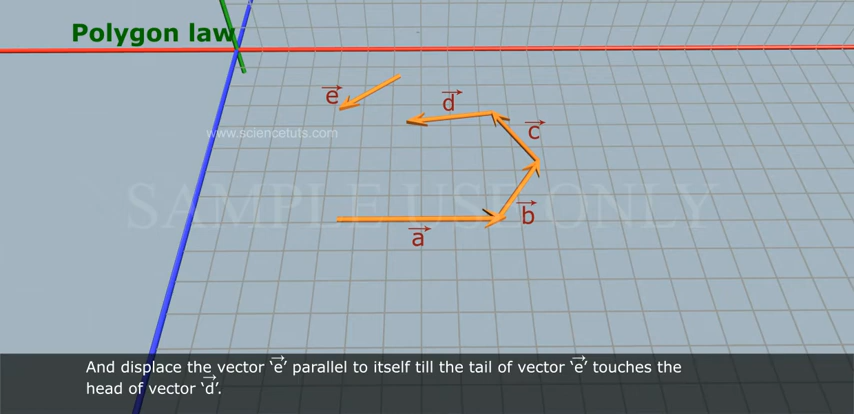 Polygon law
e
d
c
www.sciencetuts.com
SAMPLE USE ONLY
b
a
And displace the vector ‘e’ parallel to itself till the tail of vector ‘e’ touches the
head of vector ‘d’.